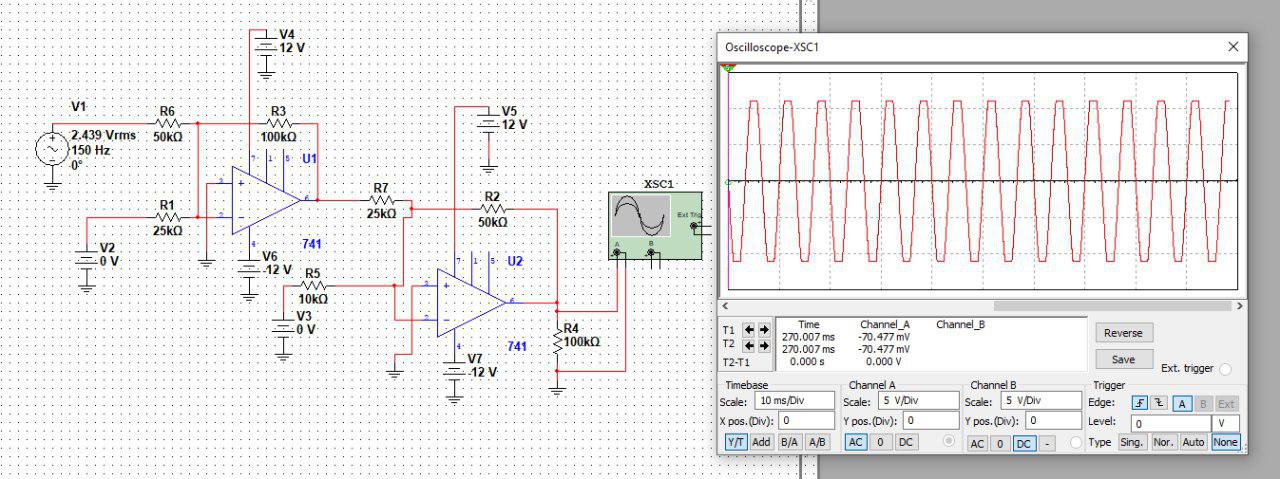 V4
12 V
V1
2.439 Vrms
150 Hz
0°
R6
50kΩ
R3
100kΩ
U1
7
1
5
3
2
6
4
741
R1
25kΩ
V2
0 V
V6
-12 V
R7
25kΩ
V5
12 V
R2
50kΩ
U2
7
1
5
3
2
6
4
741
R5
10kΩ
V3
0 V
V7
-12 V
R4
100kΩ
XSC1
Ext Trig
A
B
Oscilloscope-XSC1
T1
T2
T2-T1
Time Channel_A Channel_B
270.007 ms -70.477 mV
270.007 ms -70.477 mV
0.000 s 0.000 V
Reverse
Save
Ext. trigger
Timebase
Scale: 10 ms/Div
X pos.(Div): 0
Y/T Add B/A A/B
Channel A
Scale: 5 V/Div
Y pos.(Div): 0
AC 0 DC
Channel B
Scale: 5 V/Div
Y pos.(Div): 0
AC 0 DC -
Trigger
Edge: A B Ext
Level: 0 V
Type Sing. Nor. Auto None